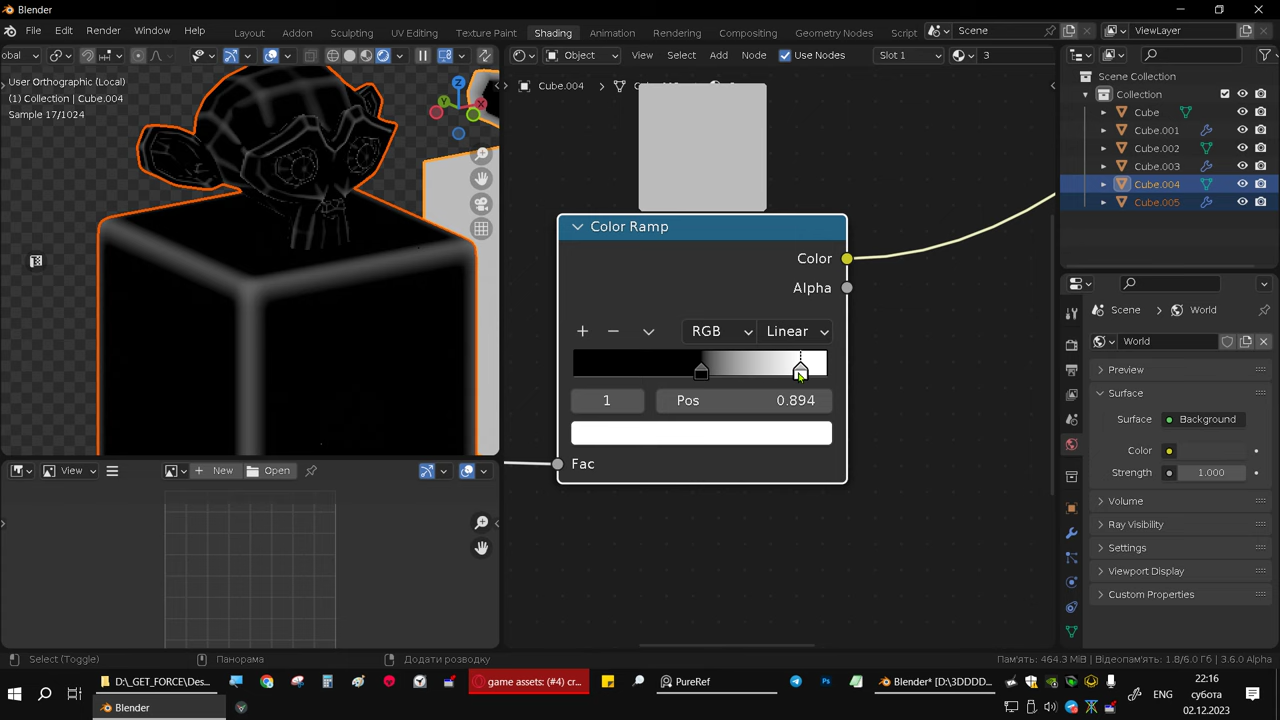 Blender
File Edit Render Window Help
Layout Addon Sculpting UV Editing Texture Paint Shading Animation Rendering Compositing Geometry Nodes Script
Scene
ViewLayer
obal
Object View Select Add Node Use Nodes Slot 1 3
User Orthographic (Local)
(1) Collection | Cube.004
Sample 17/1024
Z
Y
X
Cube.004
Scene Collection
Collection
Cube
Cube.001
Cube.002
Cube.003
Cube.004
Cube.005
Color Ramp
Color
Alpha
RGB Linear
1 Pos 0.894
Fac
Scene World
World
Preview
Surface
Surface Background
Color
Strength 1.000
Volume
Ray Visibility
Settings
Viewport Display
Custom Properties
View New Open
Select (Toggle) Панорама Додати розводку
Пам'ять: 464.3 MiB | Відеопам'ять: 1.8/6.0 Гб | 3.6.0 Alpha
D:\_GET_FORCE/Des...
game assets: (#4) cr...
PureRef
Blender* [D:\3DDDD...
Blender
ENG
22:16
субота
02.12.2023